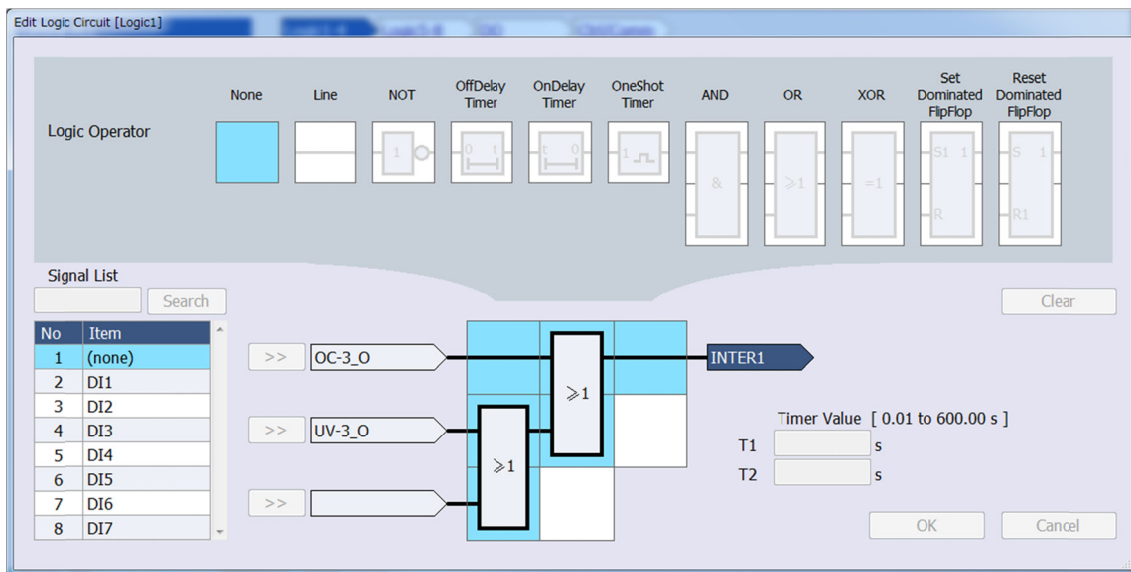 Edit Logic Circuit [Logic1]
None
Line
NOT
OffDelay
Timer
OnDelay
Timer
OneShot
Timer
AND
OR
XOR
Set
Dominated
FlipFlop
Reset
Dominated
FlipFlop
Logic Operator
1
0 t
t 0
1
&
≥1
=1
S1 1
R
S 1
R1
Signal List
Search
Clear
No Item
1 (none)
2 DI1
3 DI2
4 DI3
5 DI4
6 DI5
7 DI6
8 DI7
>> OC-3_O
INTER1
≥1
>> UV-3_O
≥1
>>
Timer Value [ 0.01 to 600.00 s ]
T1 s
T2 s
OK
Cancel